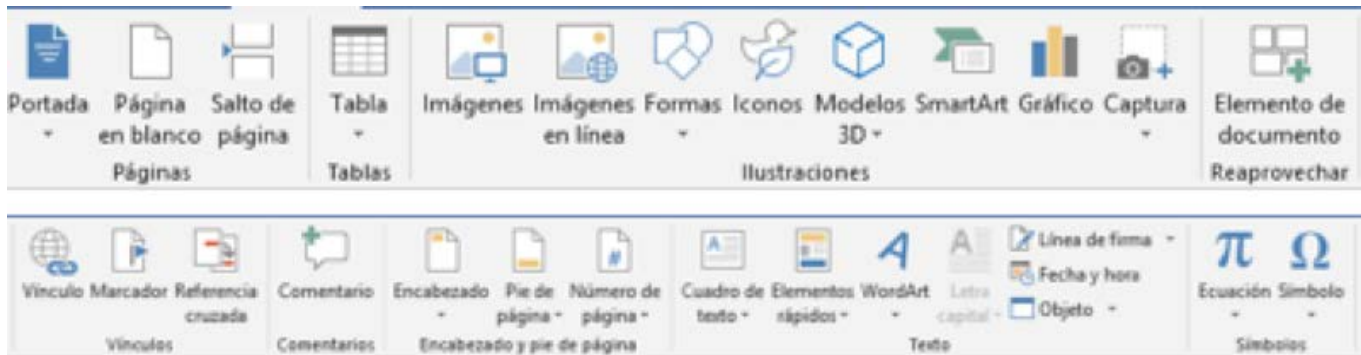 Portada Página en blanco Salto de página Tabla Imágenes Imágenes en línea Formas Iconos Modelos 3D SmartArt Gráfico Captura Elemento de documento
Páginas Tablas Ilustraciones Reaprovechar
Vínculo Marcador Referencia cruzada Comentario Encabezado Pie de página Número de página Cuadro de texto Elementos rápidos WordArt Letra capital Línea de firma
Fecha y hora
Objeto
Ecuación Símbolo
Vínculos Comentarios Encabezado y pie de página Texto Símbolos